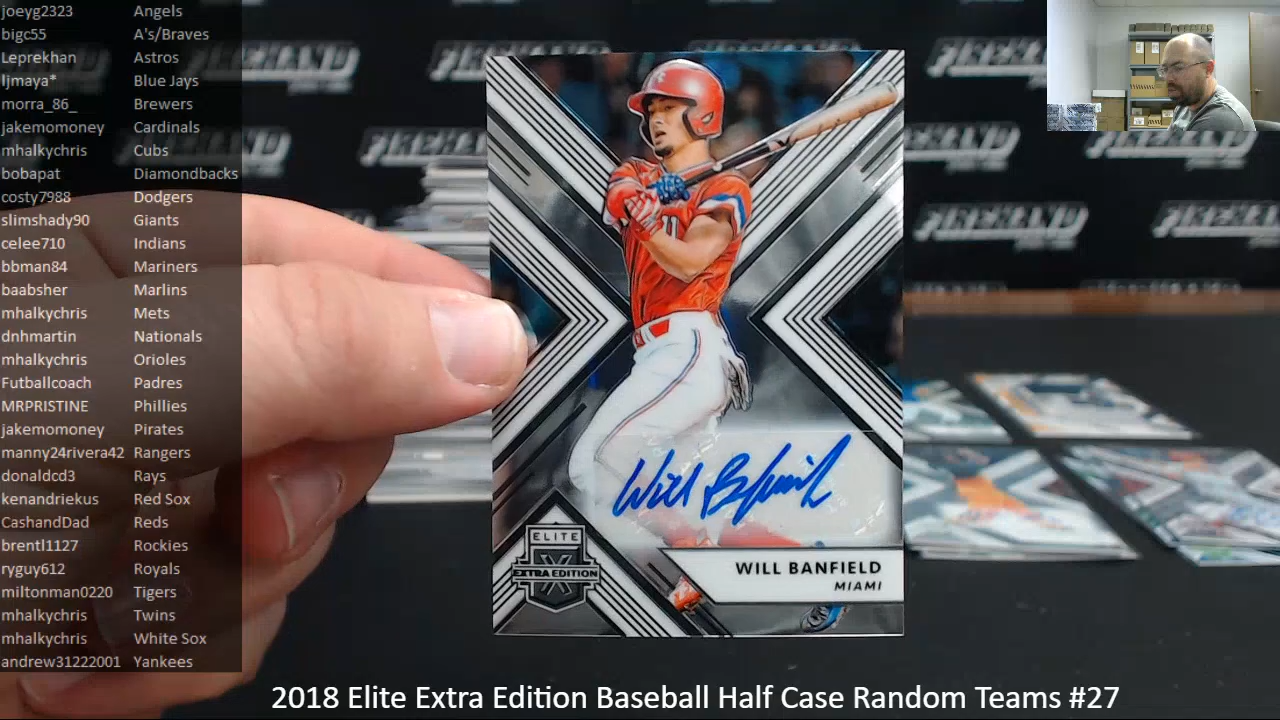 joeyg2323 Angels
bigc55 A's/Braves
Leprekhan Astros
ljmaya* Blue Jays
morra_86_ Brewers
jakemomoney Cardinals
mhalkychris Cubs
bobapat Diamondbacks
costy7988 Dodgers
slimshady90 Giants
celee710 Indians
bbman84 Mariners
baabsher Marlins
mhalkychris Mets
dnhmartin Nationals
mhalkychris Orioles
Futballcoach Padres
MRPRISTINE Phillies
jakemomoney Pirates
manny24rivera42 Rangers
donaldcd3 Rays
kenandriekus Red Sox
CashandDad Reds
brentl1127 Rockies
ryguy612 Royals
miltonman0220 Tigers
mhalkychris Twins
mhalkychris White Sox
andrew31222001 Yankees
FIREHAND
Will Banfield
ELITE
EXTRA EDITION
WILL BANFIELD
MIAMI
2018 Elite Extra Edition Baseball Half Case Random Teams #27